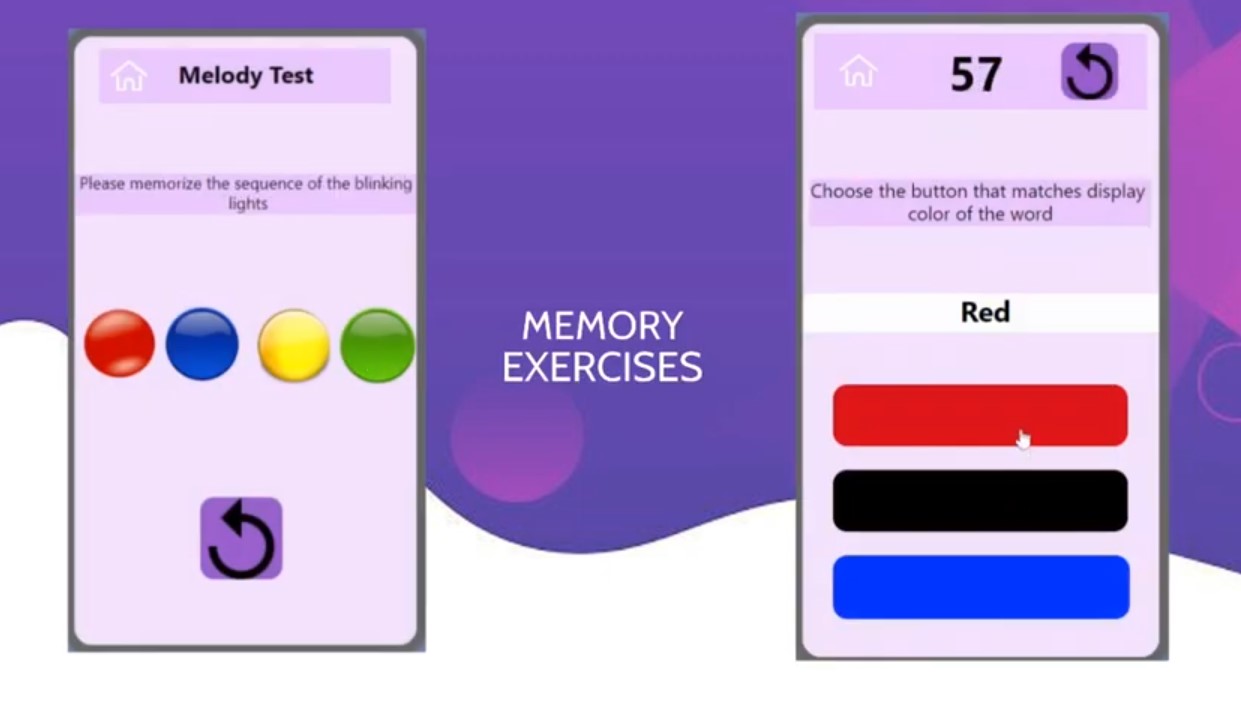 Melody Test
Please memorize the sequence of the blinking
lights
MEMORY
EXERCISES
57
Choose the button that matches display
color of the word
Red